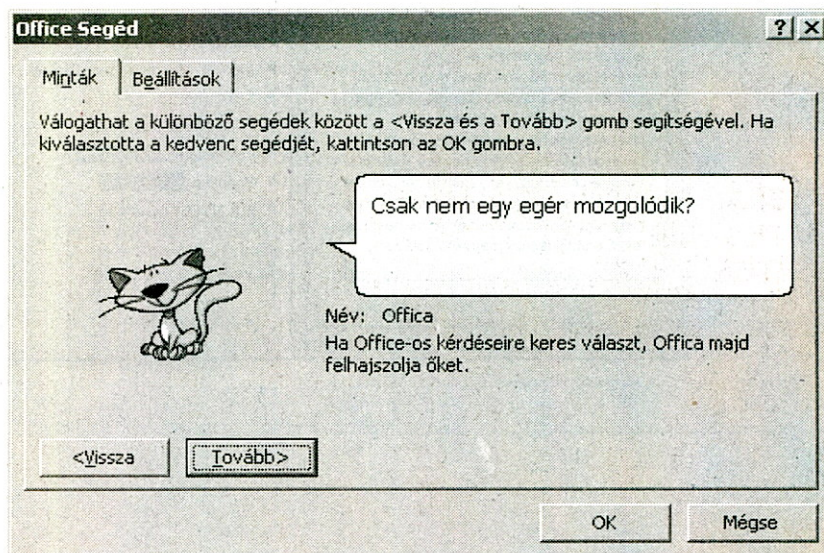 Office Segéd
Minták
Beállítások
Válogathat a különböző segédek között a <Vissza és a Tovább> gomb segítségével. Ha
kiválasztotta a kedvenc segédjét, kattintson az OK gombra.
Csak nem egy egér mozgolódik?
Név: Offica
Ha Office-os kérdéseire keres választ, Offica majd
felhajszolja őket.
<Vissza
Tovább>
OK
Mégse